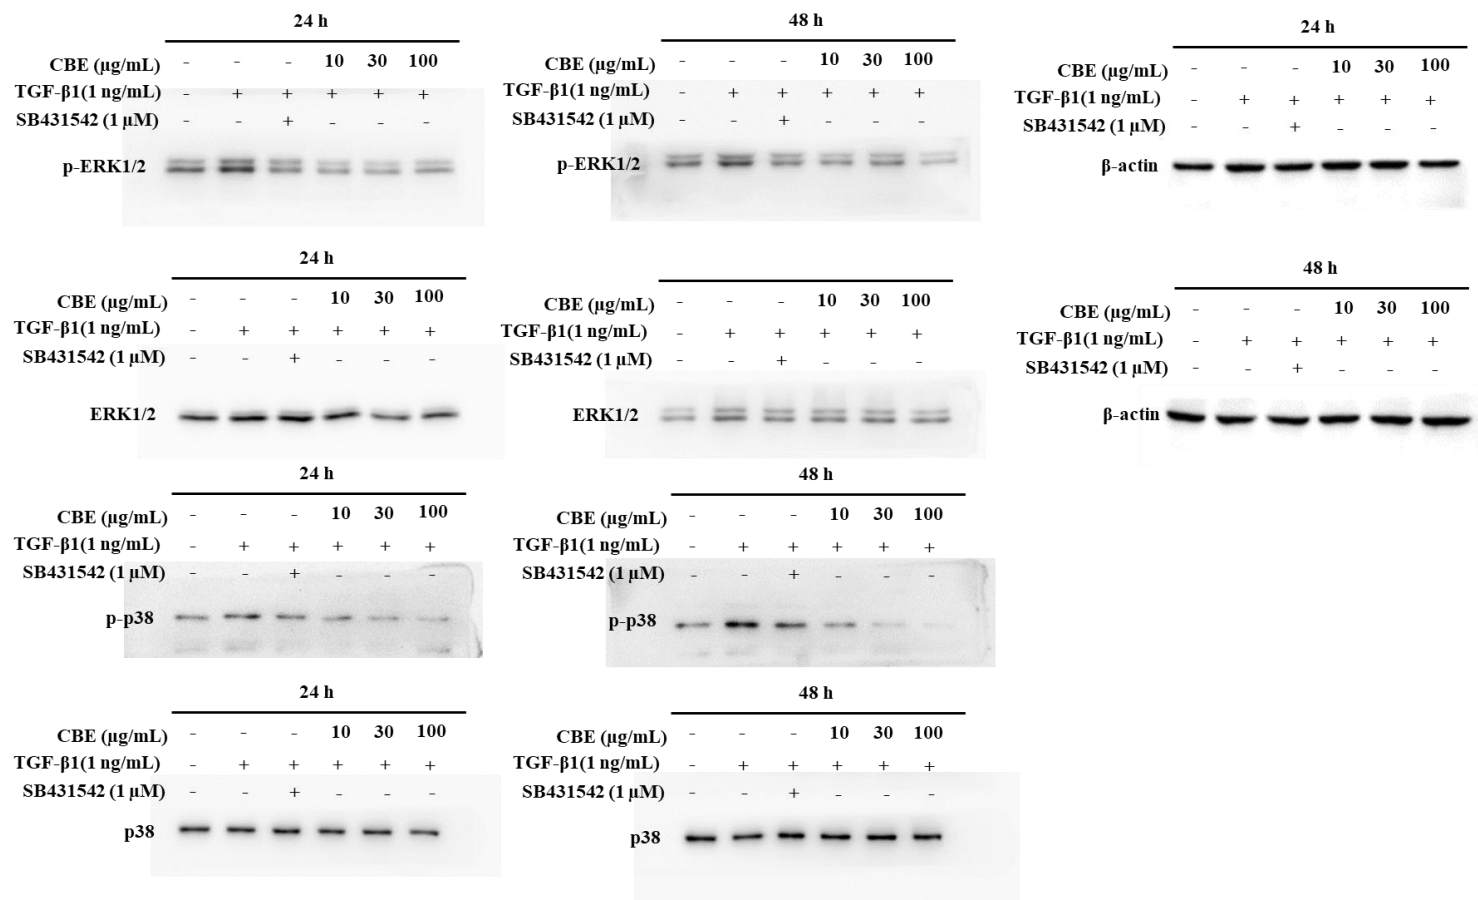 24 h
CBE (μg/mL) - - - 10 30 100
TGF-β1(1 ng/mL) - + + + + +
SB431542 (1 μM) - - + - - -
p-ERK1/2
48 h
CBE (μg/mL) - - - 10 30 100
TGF-β1(1 ng/mL) - + + + + +
SB431542 (1 μM) - - + - - -
p-ERK1/2
24 h
CBE (μg/mL) - - - 10 30 100
TGF-β1(1 ng/mL) - + + + + +
SB431542 (1 μM) - - + - - -
β-actin
24 h
CBE (μg/mL) - - - 10 30 100
TGF-β1(1 ng/mL) - + + + + +
SB431542 (1 μM) - - + - - -
ERK1/2
CBE (μg/mL) - - - 10 30 100
TGF-β1(1 ng/mL) - + + + + +
SB431542 (1 μM) - - + - - -
ERK1/2
48 h
CBE (μg/mL) - - - 10 30 100
TGF-β1(1 ng/mL) - + + + + +
SB431542 (1 μM) - - + - - -
β-actin
24 h
CBE (μg/mL) - - - 10 30 100
TGF-β1(1 ng/mL) - + + + + +
SB431542 (1 μM) - - + - - -
p-p38
48 h
CBE (μg/mL) - - - 10 30 100
TGF-β1(1 ng/mL) - + + + + +
SB431542 (1 μM) - - + - - -
p-p38
24 h
CBE (μg/mL) - - - 10 30 100
TGF-β1(1 ng/mL) - + + + + +
SB431542 (1 μM) - - + - - -
p38
48 h
CBE (μg/mL) - - - 10 30 100
TGF-β1(1 ng/mL) - + + + + +
SB431542 (1 μM) - - + - - -
p38